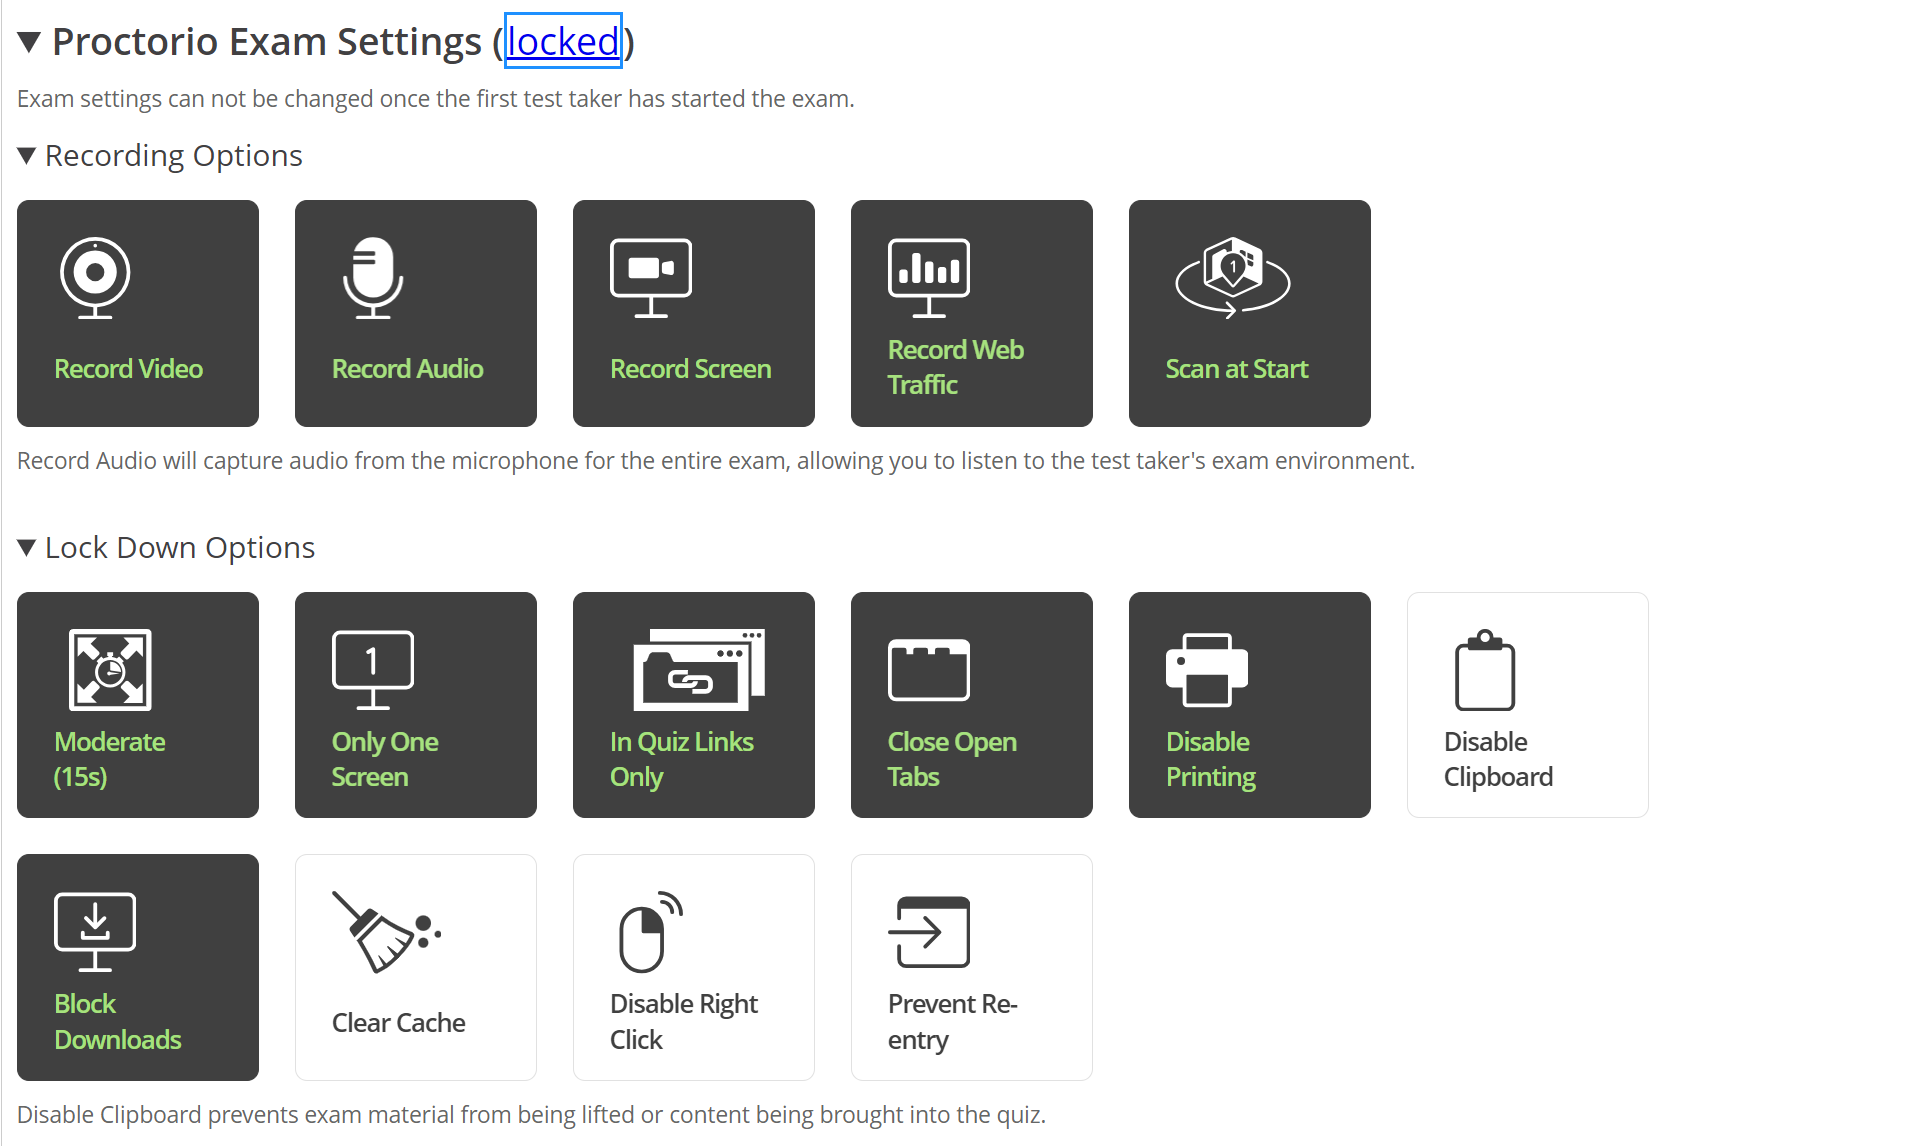 ▼ Proctorio Exam Settings (locked)
Exam settings can not be changed once the first test taker has started the exam.
▼ Recording Options
Record Video
Record Audio
Record Screen
Record Web
Traffic
1
Scan at Start
Record Audio will capture audio from the microphone for the entire exam, allowing you to listen to the test taker's exam environment.
▼ Lock Down Options
Moderate
(15s)
1
Only One
Screen
In Quiz Links
Only
Close Open
Tabs
Disable
Printing
Disable
Clipboard
Block
Downloads
Clear Cache
Disable Right
Click
Prevent Re-
entry
Disable Clipboard prevents exam material from being lifted or content being brought into the quiz.